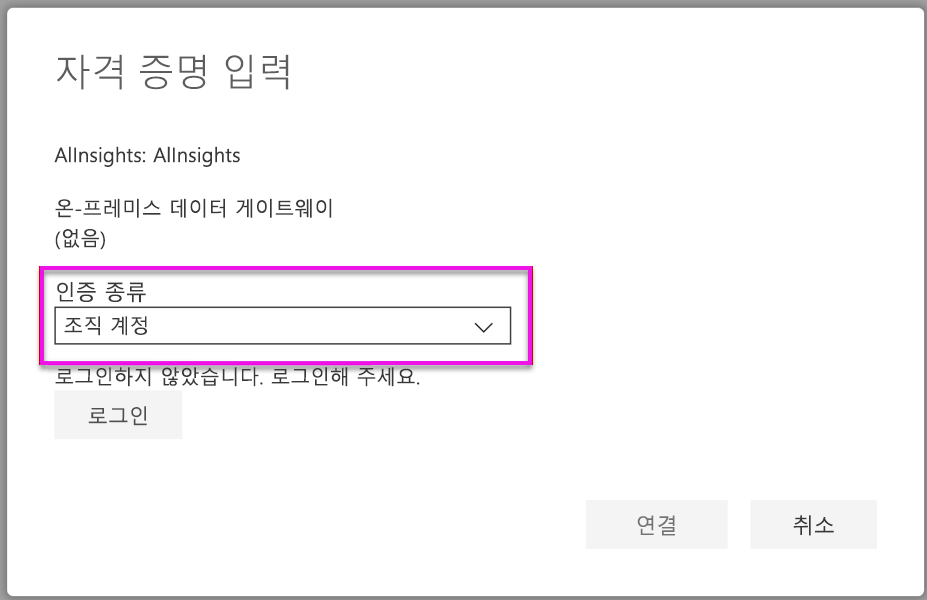 자격 증명 입력
AIInsights: AIInsights
온-프레미스 데이터 게이트웨이
(없음)
인증 종류
조직 계정
로그인하지 않았습니다. 로그인해 주세요.
로그인
연결 취소